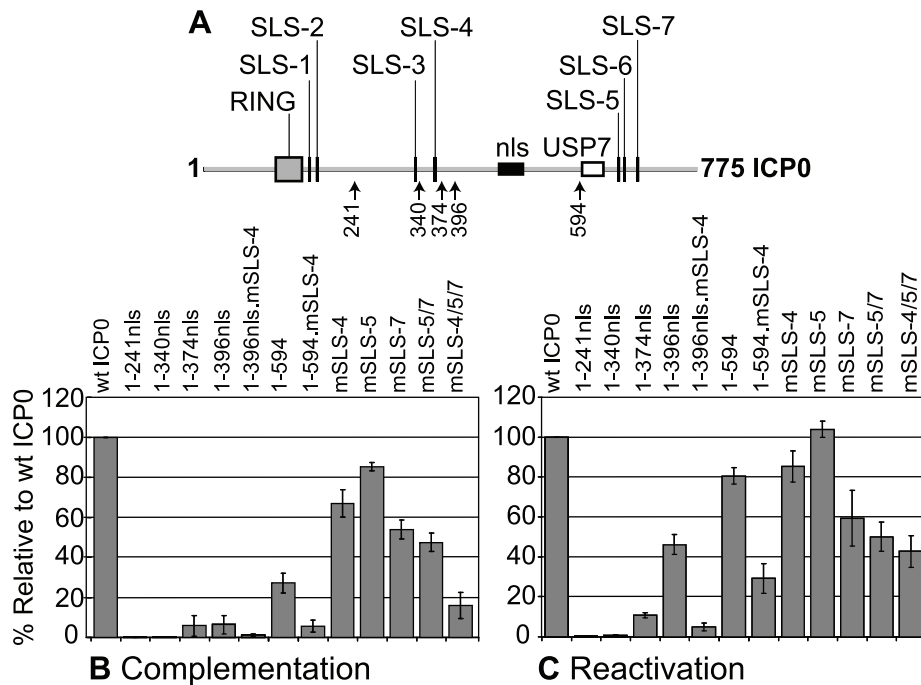 A
SLS-2
SLS-4
SLS-7
SLS-1
SLS-3
SLS-6
RING
SLS-5
nls
USP7
1
775 ICP0
241
340
374
396
594
wt ICP0
1-241nls
1-340nls
1-374nls
1-396nls
1-396nls.mSLS-4
1-594
1-594.mSLS-4
mSLS-4
mSLS-5
mSLS-7
mSLS-5/7
mSLS-4/5/7
wt ICP0
1-241nls
1-340nls
1-374nls
1-396nls
1-396nls.mSLS-4
1-594
1-594.mSLS-4
mSLS-4
mSLS-5
mSLS-7
mSLS-5/7
mSLS-4/5/7
% Relative to wt ICP0
120
100
80
60
40
20
0
120
100
80
60
40
20
0
B Complementation
C Reactivation